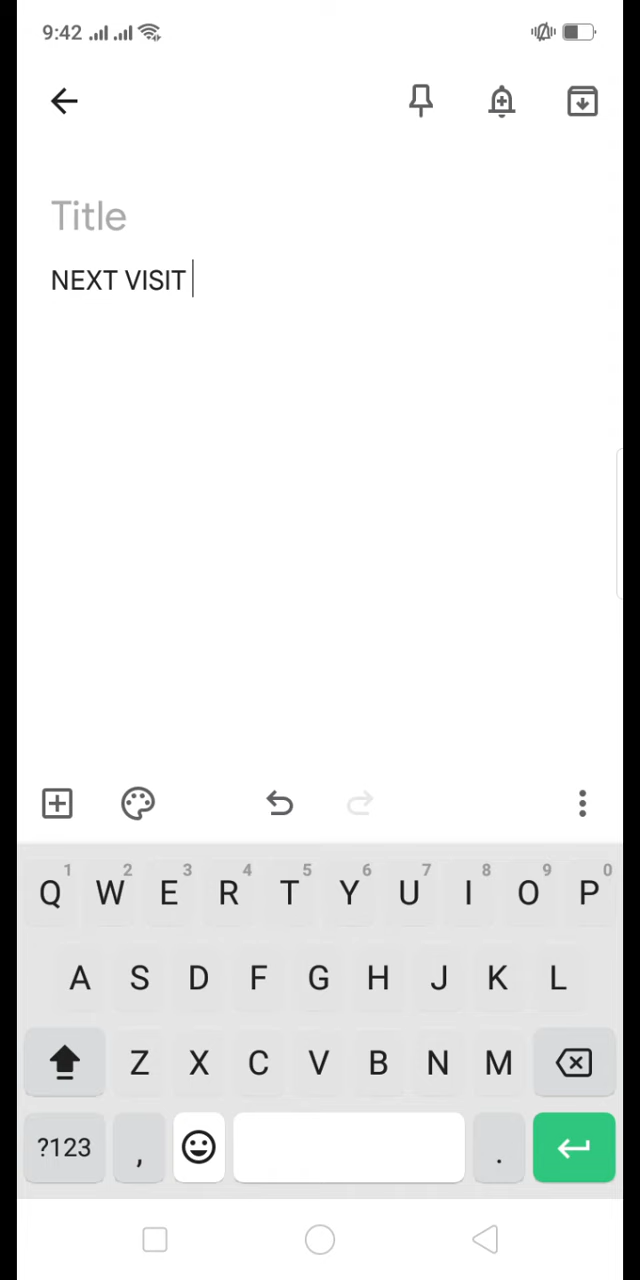 9:42
Title
NEXT VISIT
1 2 3 4 5 6 7 8 9 0
Q W E R T Y U I O P
A S D F G H J K L
Z X C V B N M
?123 , .